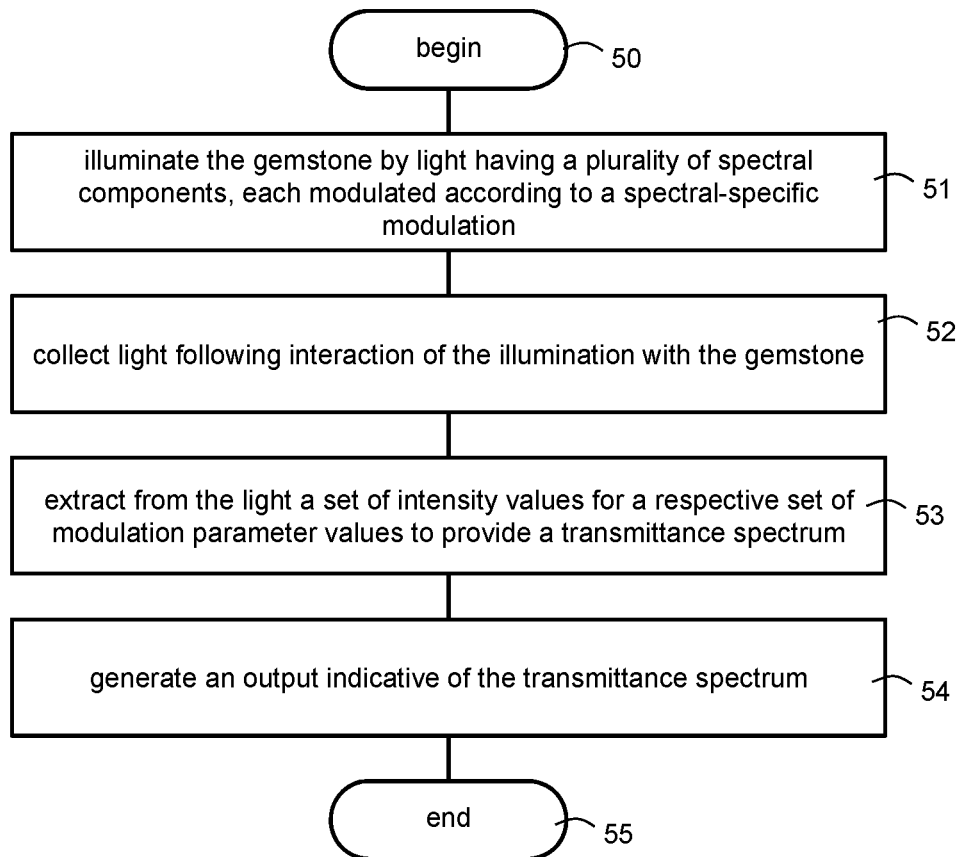 begin
50
illuminate the gemstone by light having a plurality of spectral
components, each modulated according to a spectral-specific
modulation
51
collect light following interaction of the illumination with the gemstone
52
extract from the light a set of intensity values for a respective set of
modulation parameter values to provide a transmittance spectrum
53
generate an output indicative of the transmittance spectrum
54
end
55